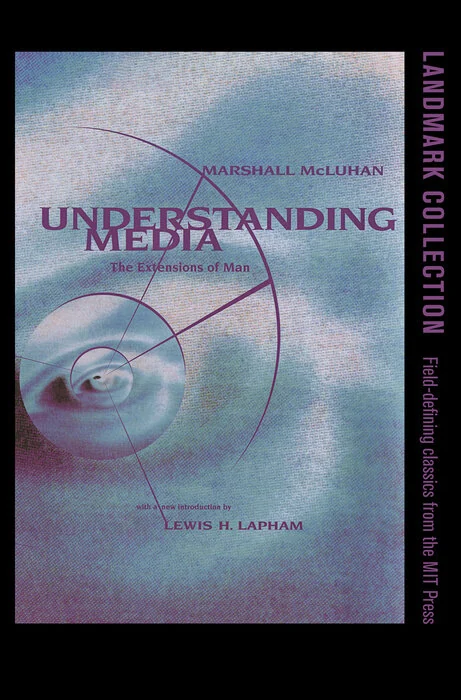 MARSHALL McLUHAN
UNDERSTANDING
MEDIA
The Extensions of Man
with a new introduction by
LEWIS H. LAPHAM
LANDMARK COLLECTION Field-defining classics from the MIT Press